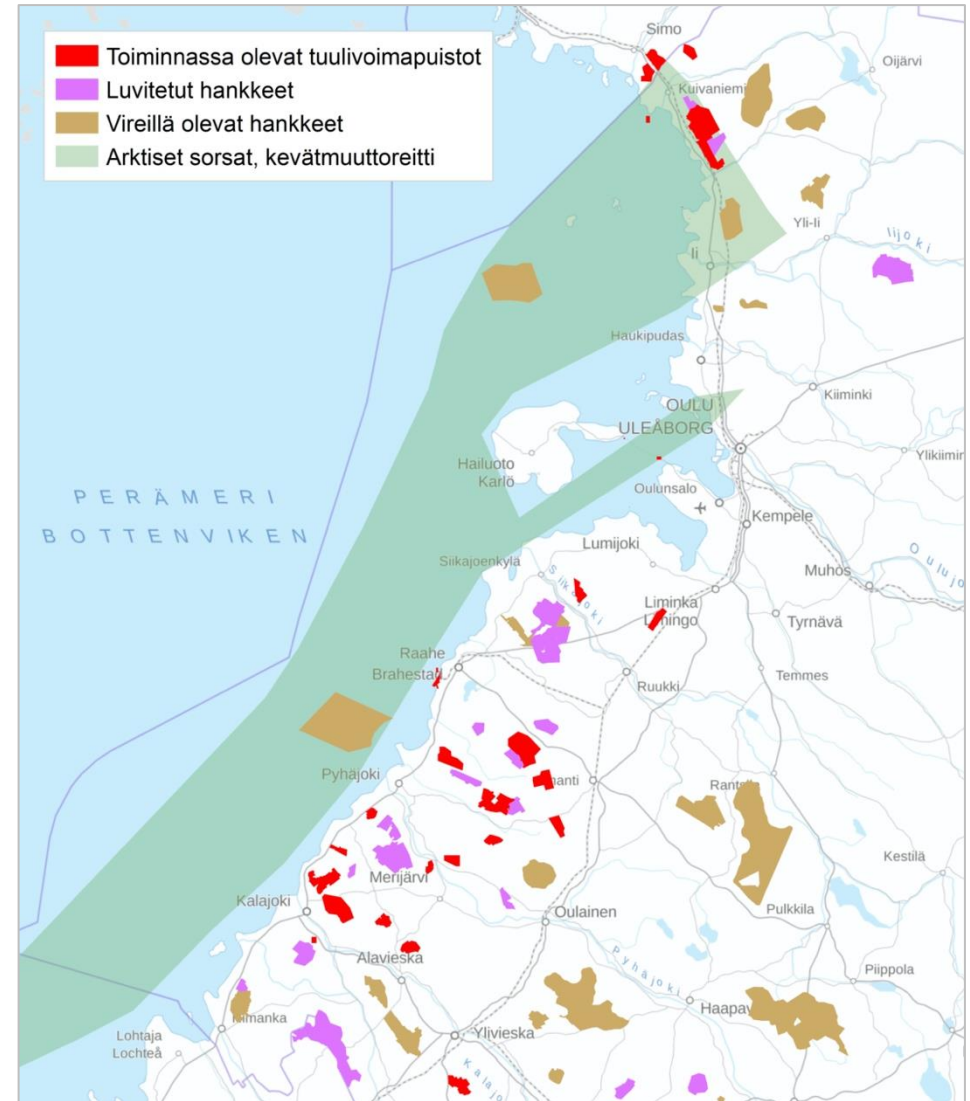 Toiminnassa olevat tuulivoimapuistot
Luvitetut hankkeet
Vireillä olevat hankkeet
Arktiset sorsat, kevätmuuttoreitti
Simo
Oijärvi
Kuivaniemi
Yli-Ii
Iijoki
Ii
Haukipudas
Kiiminki
OULU
ULEÅBORG
Hailuoto
Karlö
Oulunsalo
Kempele
PERÄMERI
BOTTENVIKEN
Lumijoki
Siikajoenkylä
Siikajoki
Muhos
Liminka
Limingo
Tyrnävä
Raahe
Brahestad
Ruukki
Temmes
Pyhäjoki
Merijärvi
Kestilä
Kalajoki
Oulainen
Pulkkila
Alavieska
Pyhäjoki
Piippola
Lohtaja
Lochteå
Ylivieska